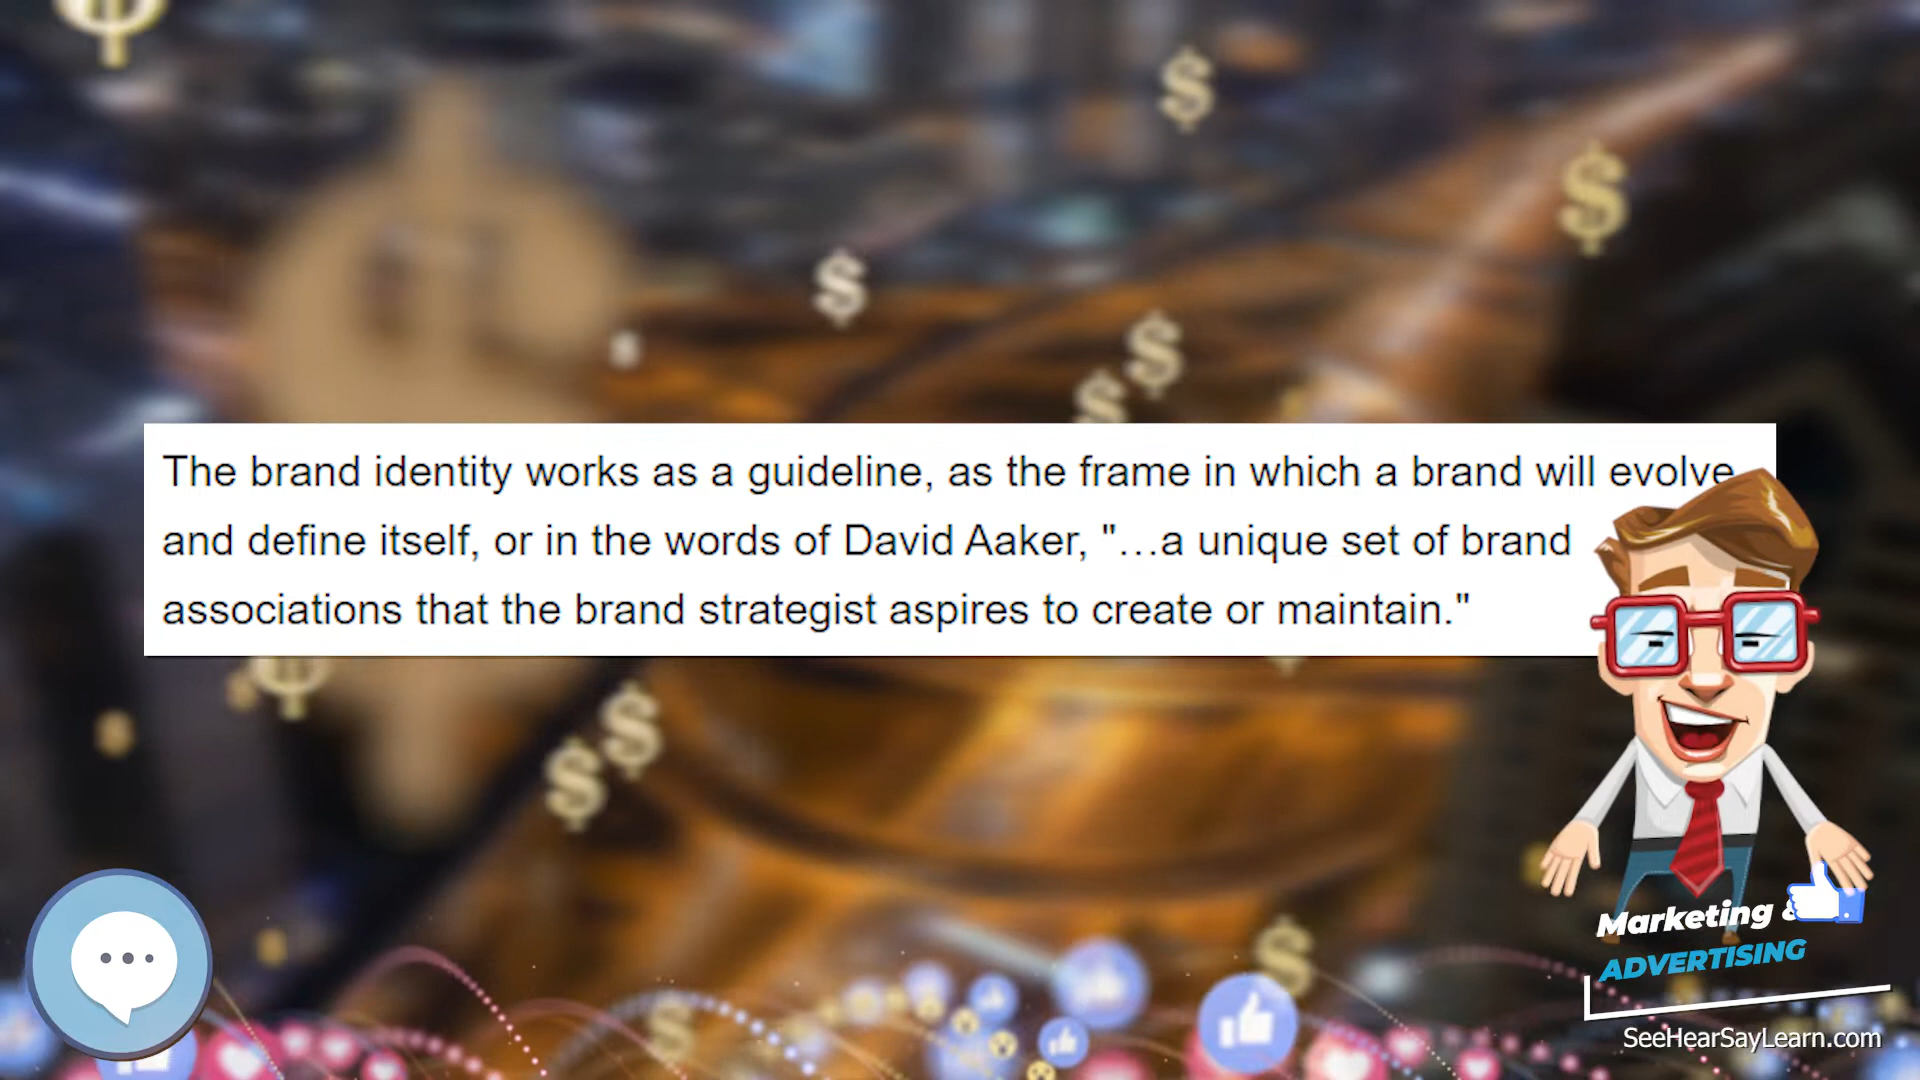 The brand identity works as a guideline, as the frame in which a brand will evolve
and define itself, or in the words of David Aaker, "…a unique set of brand
associations that the brand strategist aspires to create or maintain."
Marketing &
ADVERTISING
SeeHearSayLearn.com